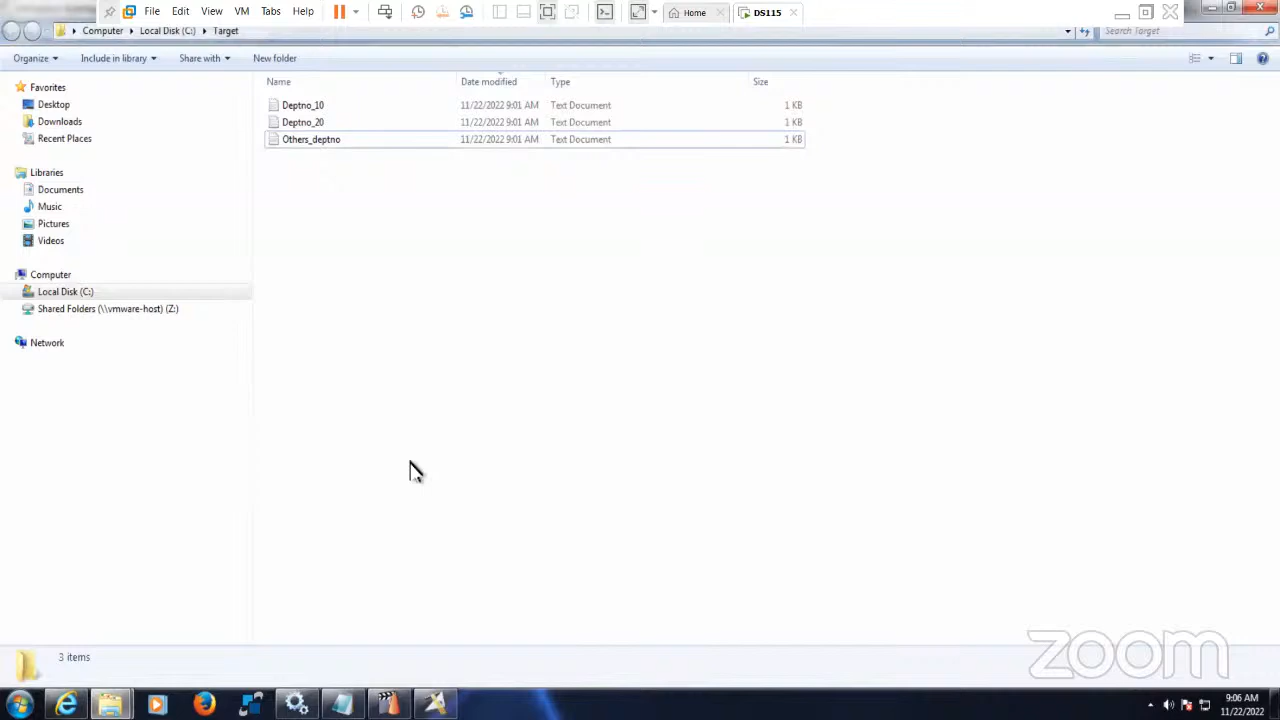 File Edit View VM Tabs Help Home DS115
Computer Local Disk (C:) Target Search Target
Organize Include in library Share with New folder
Name Date modified Type Size
Favorites
Desktop
Downloads
Recent Places
Libraries
Documents
Music
Pictures
Videos
Computer
Local Disk (C:)
Shared Folders (\\vmware-host) (Z:)
Network
Deptno_10 11/22/2022 9:01 AM Text Document 1 KB
Deptno_20 11/22/2022 9:01 AM Text Document 1 KB
Others_deptno 11/22/2022 9:01 AM Text Document 1 KB
3 items
zoom
9:06 AM
11/22/2022